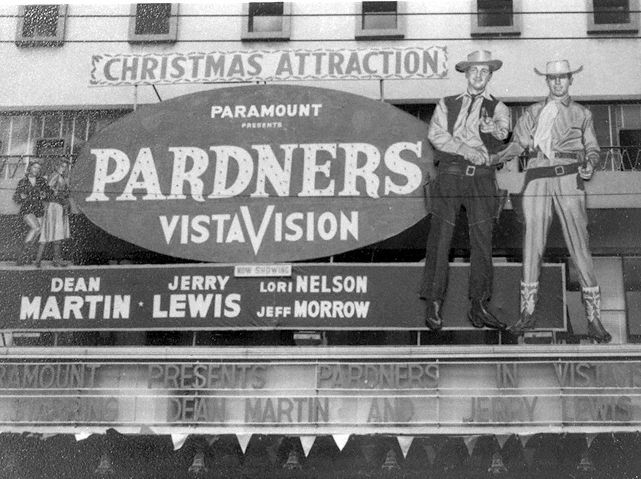 CHRISTMAS ATTRACTION
PARAMOUNT
PRESENTS
PARDNERS
VISTAVISION
NOW SHOWING
DEAN MARTIN • JERRY LEWIS
LORI NELSON
JEFF MORROW
RAMOUNT PRESENTS PARDNERS IN VISTA
STARRING DEAN MARTIN AND JERRY LEWIS